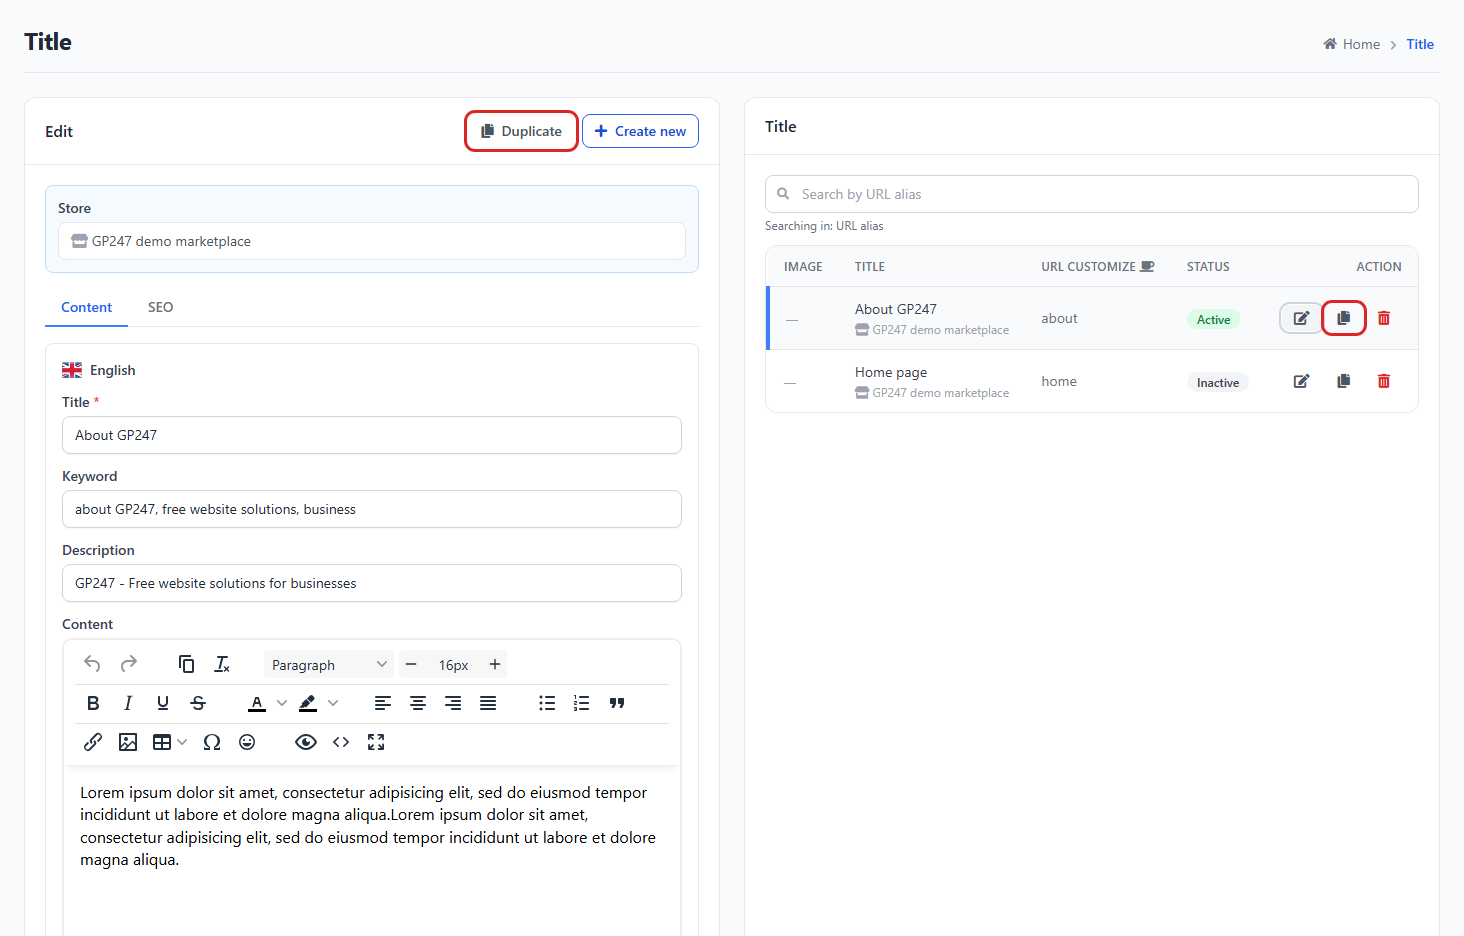 Title
Home > Title
Edit
Duplicate
+ Create new
Store
GP247 demo marketplace
Content SEO
English
Title *
About GP247
Keyword
about GP247, free website solutions, business
Description
GP247 - Free website solutions for businesses
Content
Paragraph
16px
Lorem ipsum dolor sit amet, consectetur adipisicing elit, sed do eiusmod tempor
incididunt ut labore et dolore magna aliqua.Lorem ipsum dolor sit amet,
consectetur adipisicing elit, sed do eiusmod tempor incididunt ut labore et dolore
magna aliqua.
Title
Search by URL alias
Searching in: URL alias
IMAGE TITLE URL CUSTOMIZE STATUS ACTION
— About GP247 about Active
GP247 demo marketplace
— Home page home Inactive
GP247 demo marketplace